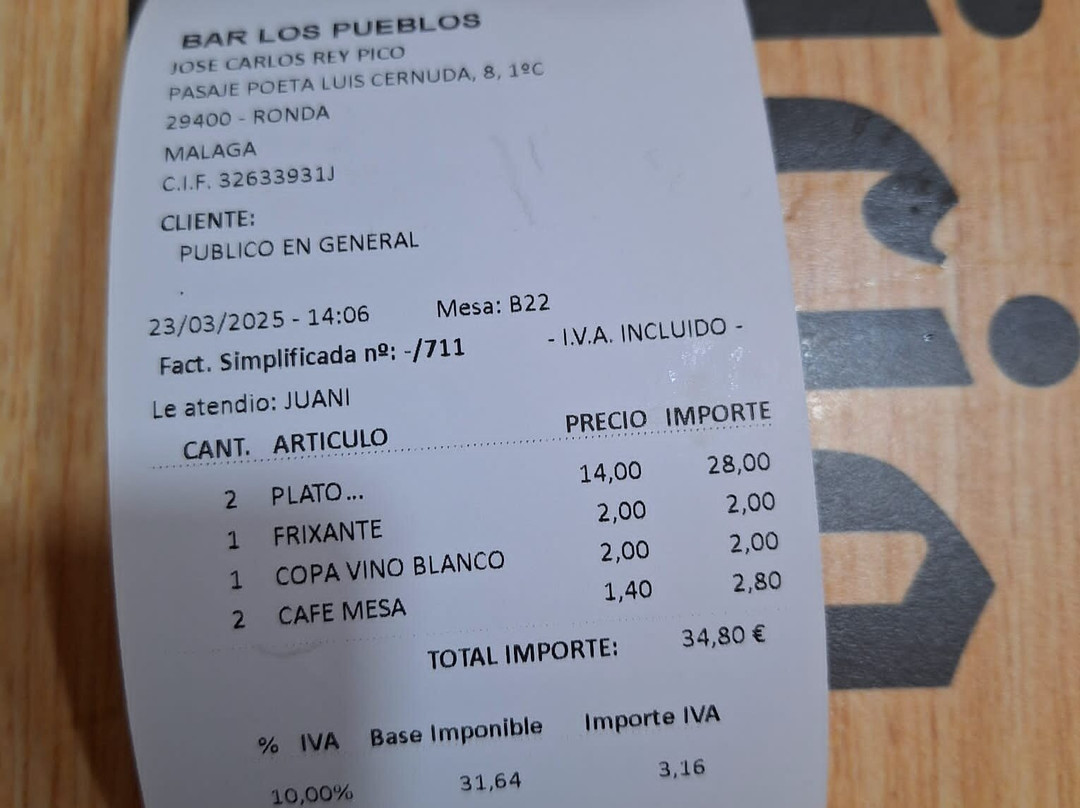 BAR LOS PUEBLOS
JOSE CARLOS REY PICO
PASAJE POETA LUIS CERNUDA, 8, 1ºC
29400 - RONDA
MALAGA
C.I.F. 32633931J
CLIENTE:
PUBLICO EN GENERAL
.
23/03/2025 - 14:06 Mesa: B22
Fact. Simplificada nº: -/711 - I.V.A. INCLUIDO -
Le atendio: JUANI
CANT. ARTICULO PRECIO IMPORTE
2 PLATO... 14,00 28,00
1 FRIXANTE 2,00 2,00
1 COPA VINO BLANCO 2,00 2,00
2 CAFE MESA 1,40 2,80
TOTAL IMPORTE: 34,80 €
% IVA Base Imponible Importe IVA
10,00% 31,64 3,16